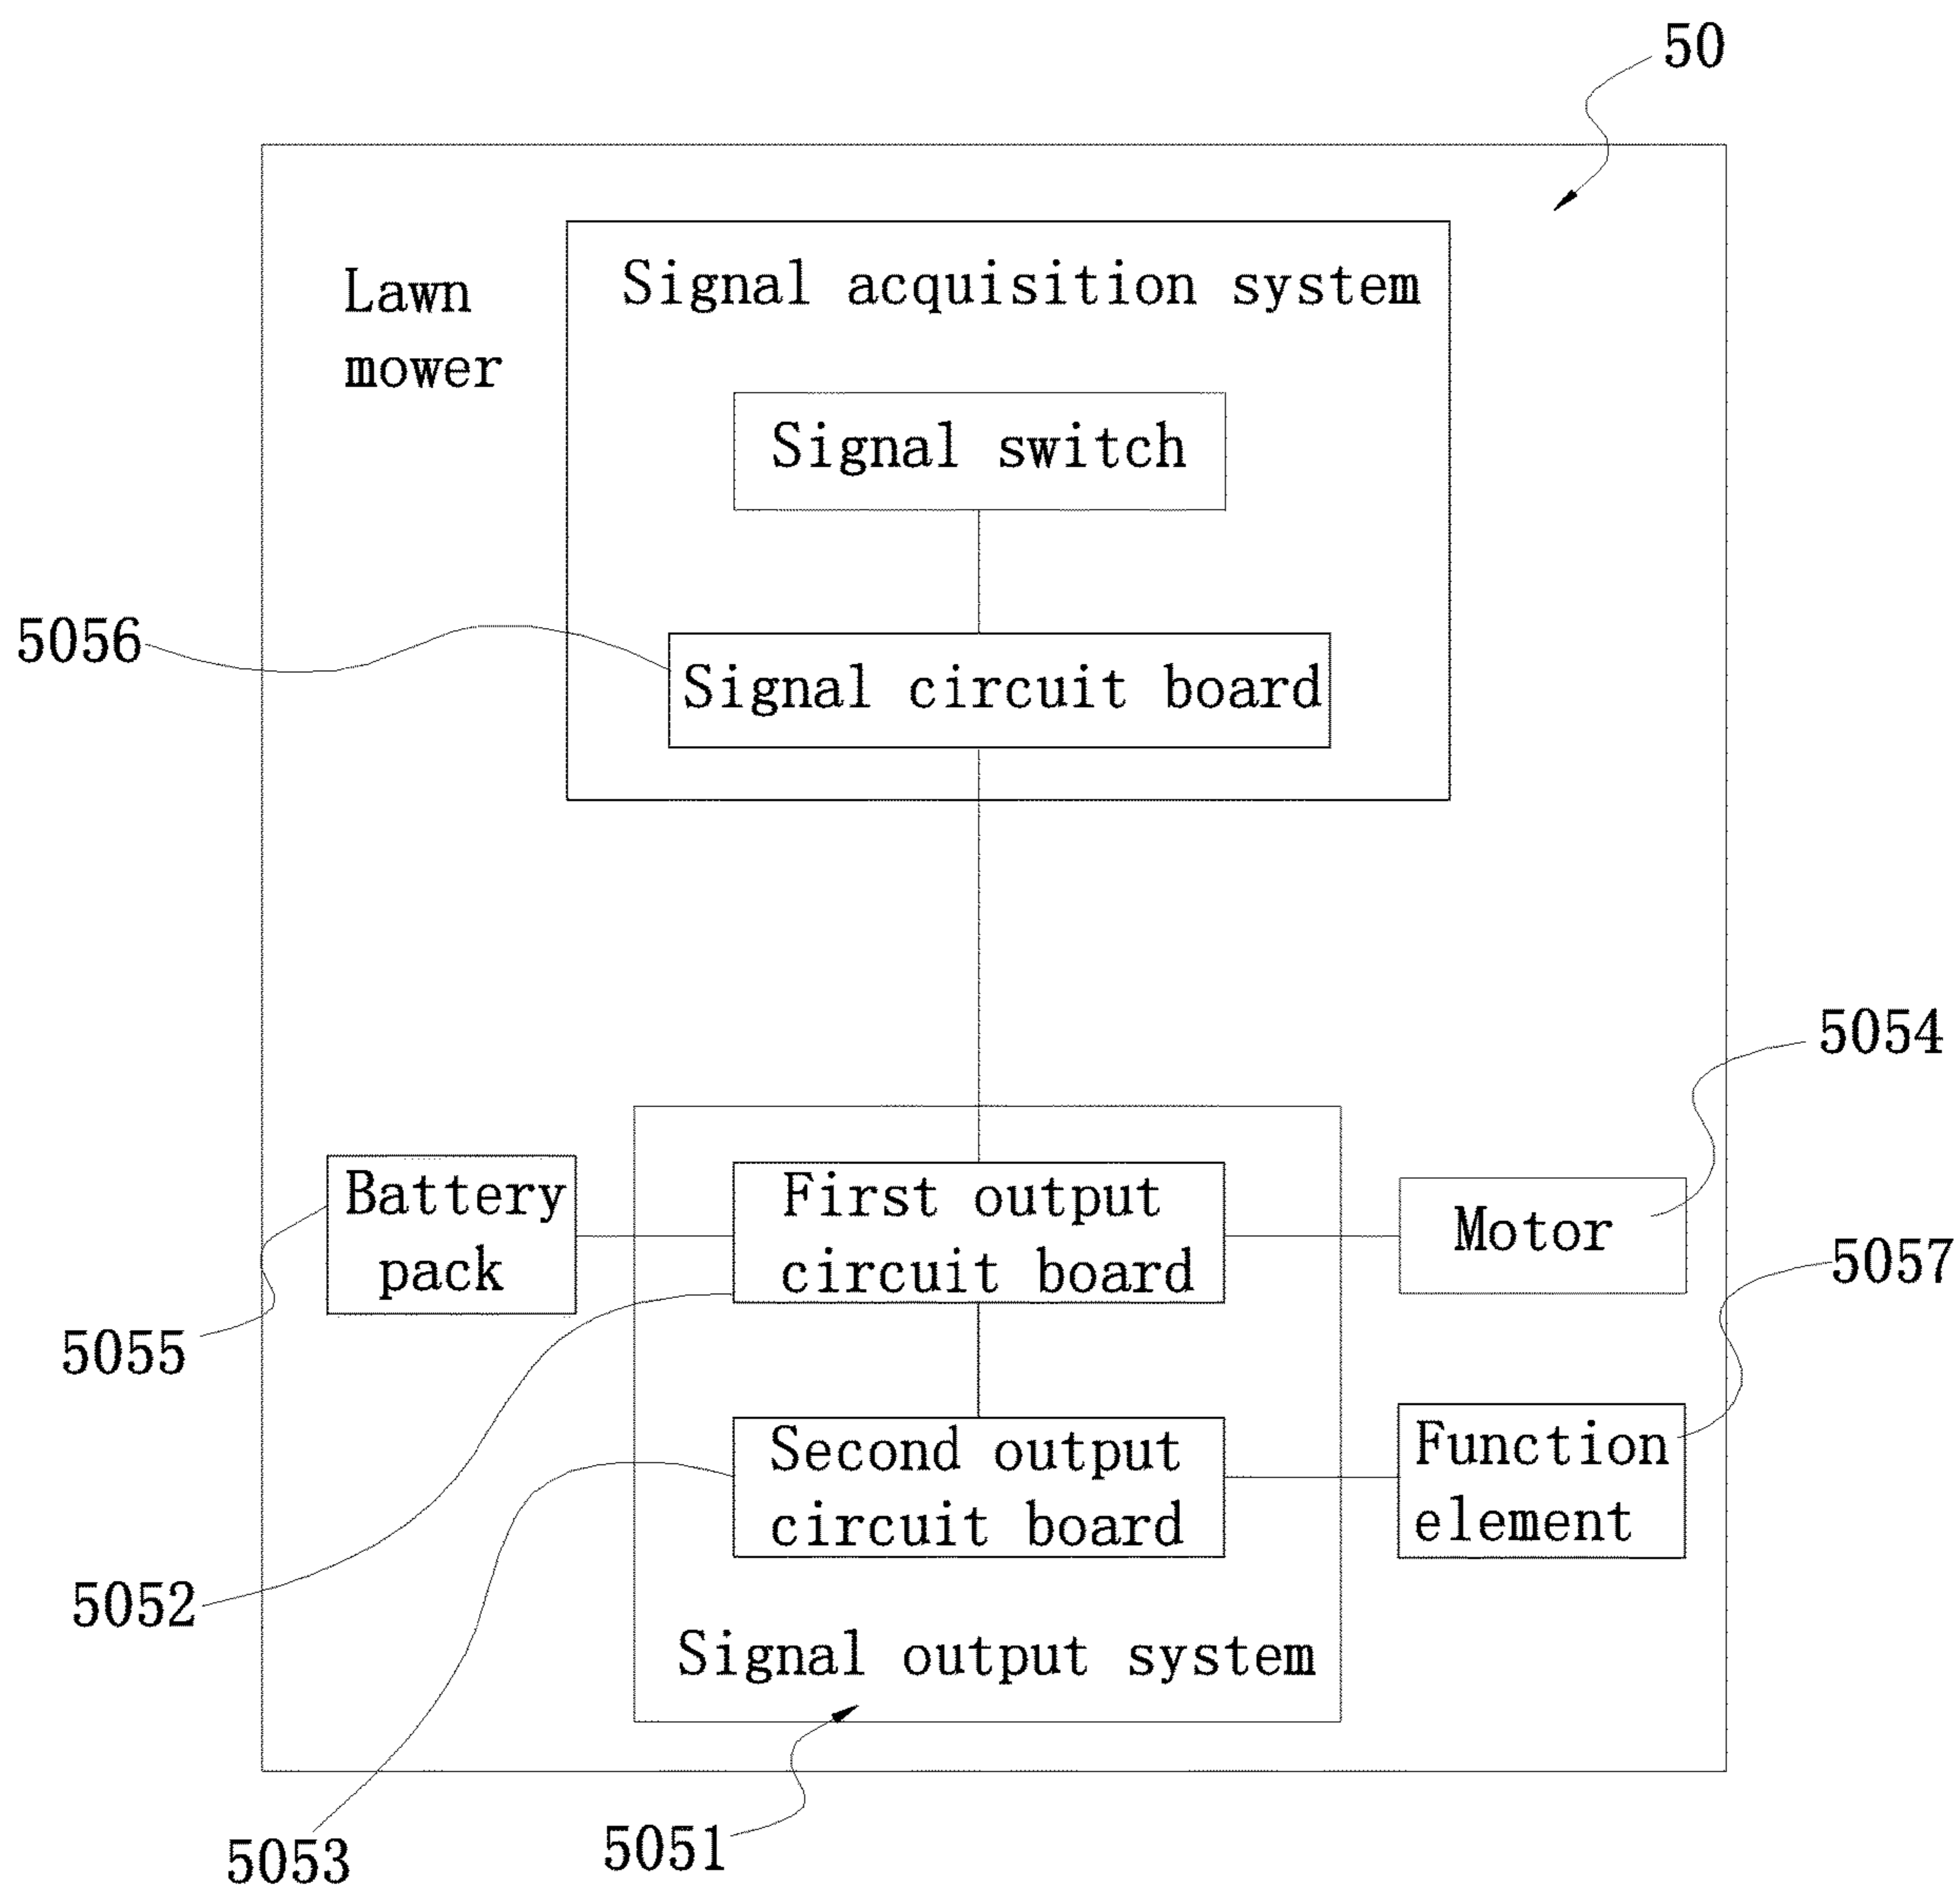 50
Lawn
mower
Signal acquisition system
Signal switch
5056
Signal circuit board
5054
Battery
pack
First output
circuit board
Motor
5057
5055
Second output
circuit board
Function
element
5052
Signal output system
5053
5051